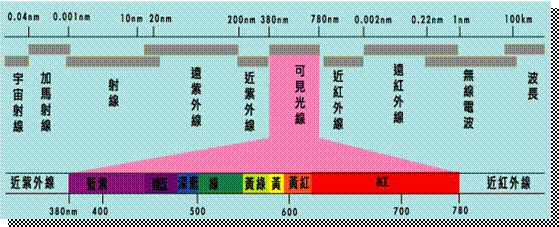 0.04nm 0.001nm 10nm 20nm 200nm 380nm 780nm 0.002nm 0.22nm 1nm 100km
宇宙射線
加馬射線
射線
遠紫外線
近紫外線
可見光線
近紅外線
遠紅外線
無線電波
波長
近紫外線 藍紫 深藍 綠 黃綠 黃 黃紅 紅 近紅外線
380nm 400 500 600 700 780